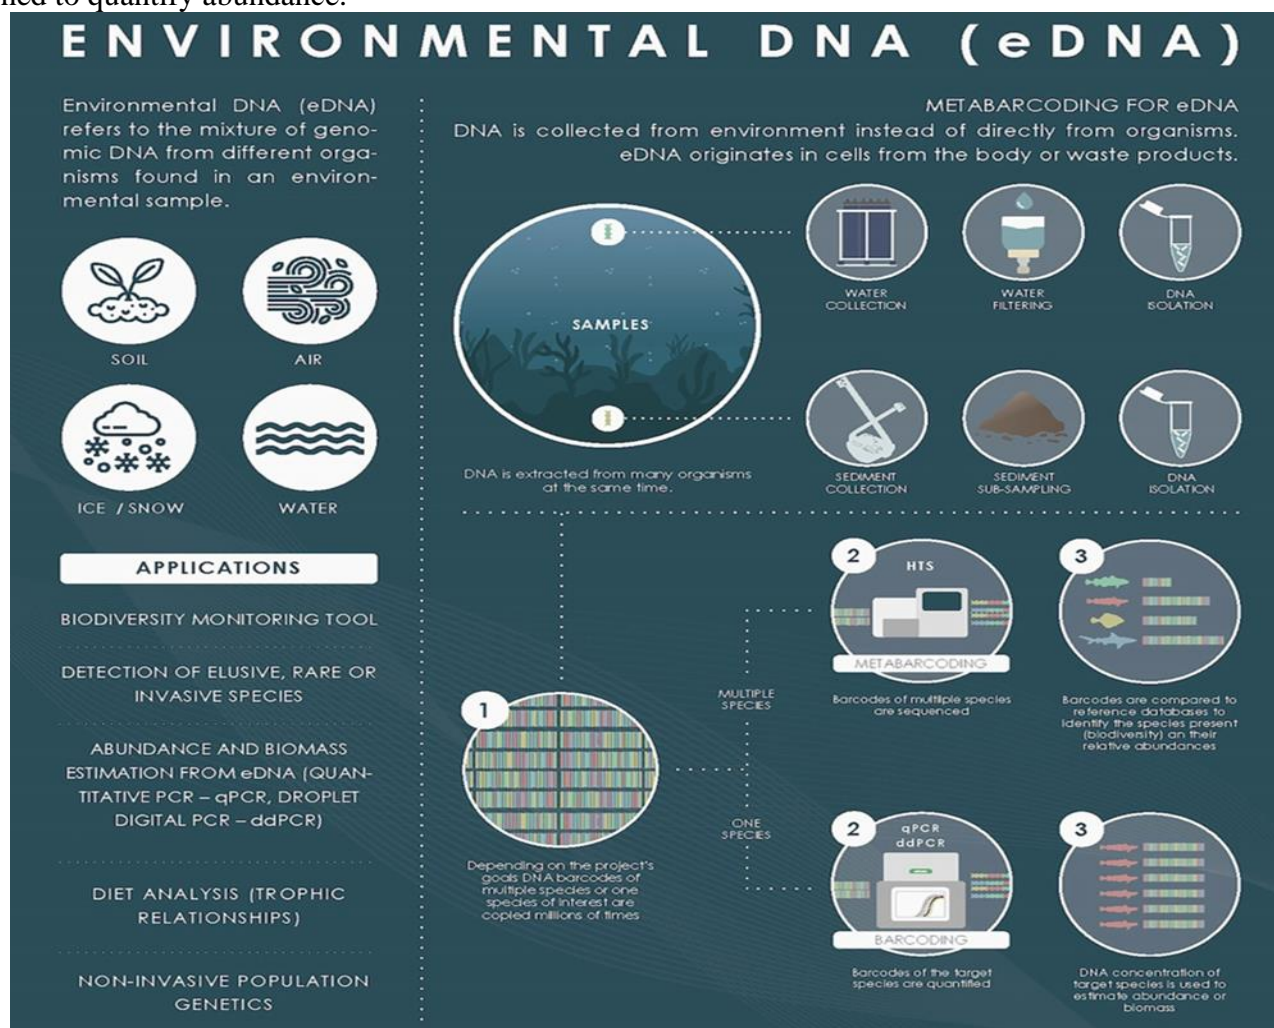 to quantify abundance.
ENVIRONMENTAL DNA (eDNA)
Environmental DNA (eDNA)
refers to the mixture of geno-
mic DNA from different orga-
nisms found in an environ-
mental sample.
SOIL
AIR
ICE / SNOW
WATER
APPLICATIONS
BIODIVERSITY MONITORING TOOL
DETECTION OF ELUSIVE, RARE OR
INVASIVE SPECIES
ABUNDANCE AND BIOMASS
ESTIMATION FROM eDNA (QUAN-
TITATIVE PCR – qPCR, DROPLET
DIGITAL PCR – ddPCR)
DIET ANALYSIS (TROPHIC
RELATIONSHIPS)
NON-INVASIVE POPULATION
GENETICS
METABARCODING FOR eDNA
DNA is collected from environment instead of directly from organisms.
eDNA originates in cells from the body or waste products.
SAMPLES
DNA is extracted from many organisms
at the same time.
WATER
COLLECTION
WATER
FILTERING
DNA
ISOLATION
SEDIMENT
COLLECTION
SEDIMENT
SUB-SAMPLING
DNA
ISOLATION
1
Depending on the project's
goals DNA barcodes of
multiple species or one
species of interest are
copied millions of times
MULTIPLE
SPECIES
2
HTS
METABARCODING
Barcodes of multiple species
are sequenced
3
Barcodes are compared to
reference databases to
identify the species present
(biodiversity) an their
relative abundances
ONE
SPECIES
2
qPCR
ddPCR
BARCODING
Barcodes of the target
species are quantified
3
DNA concentration of
target species is used to
estimate abundance or
biomass